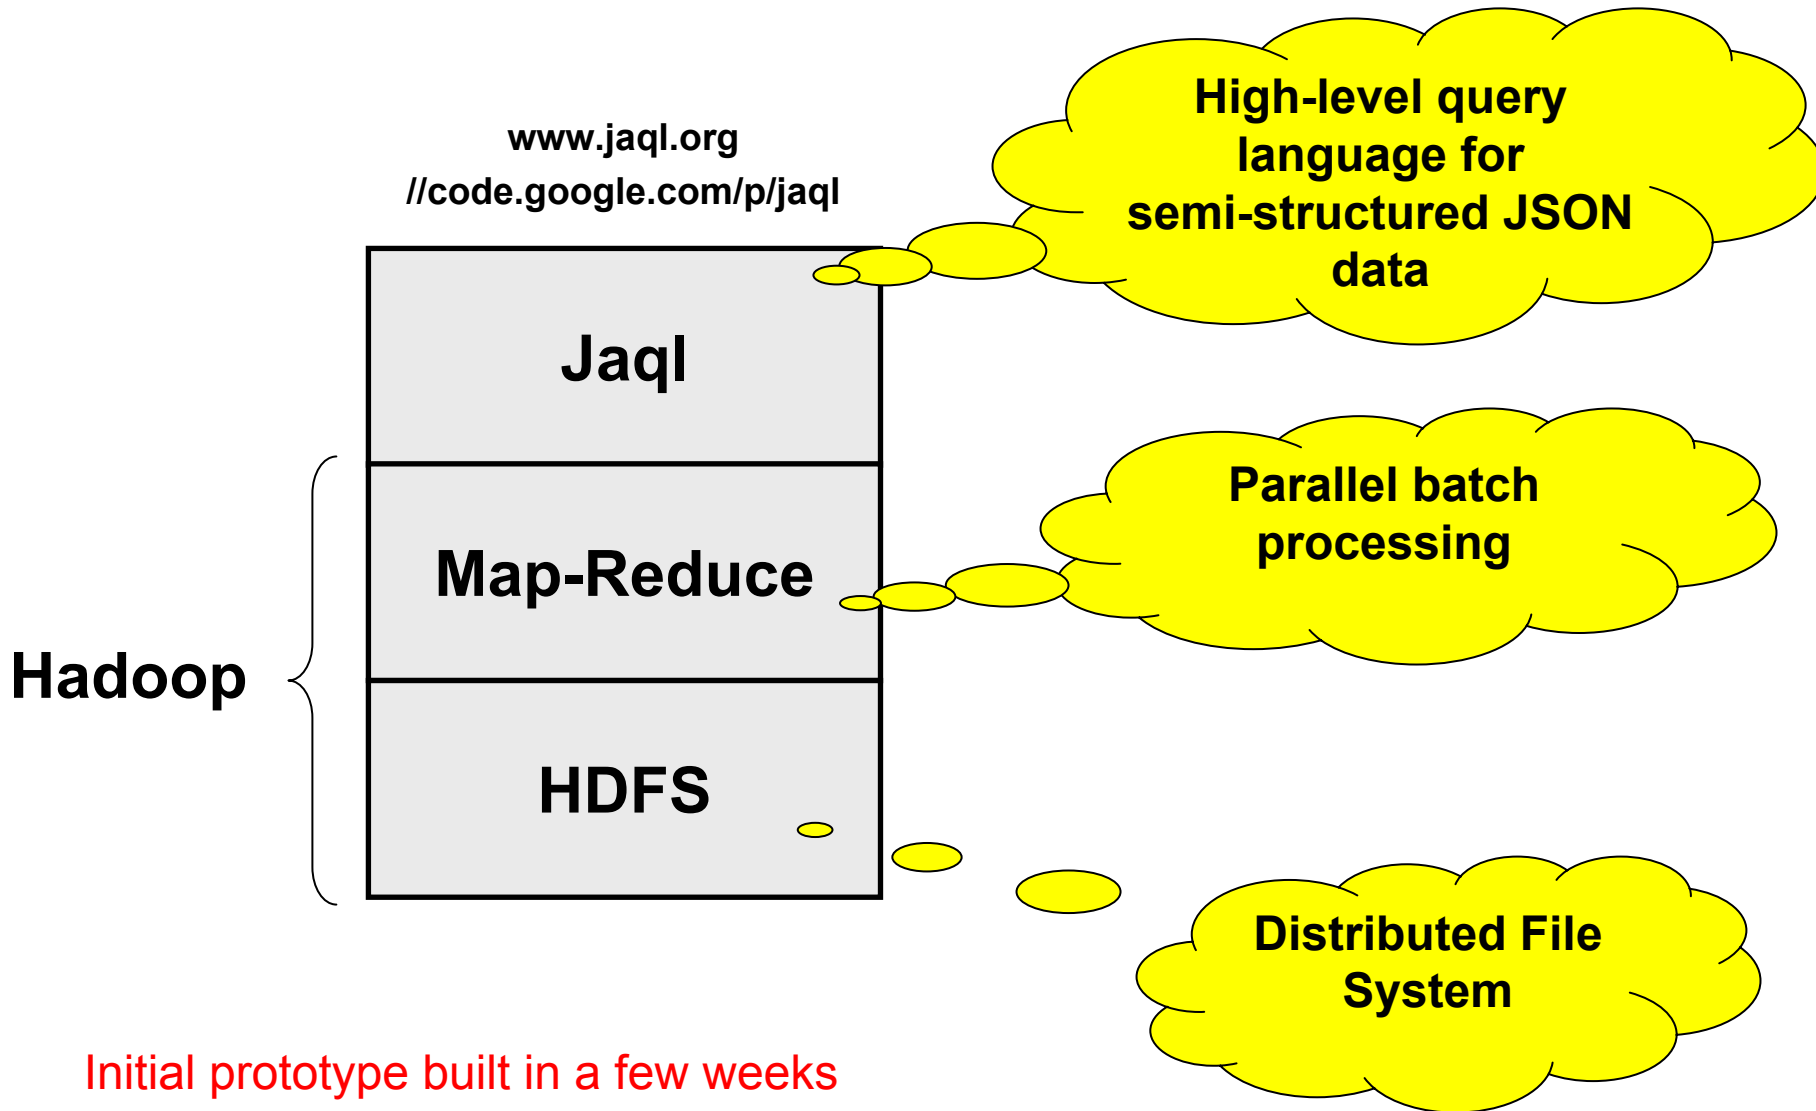 www.jaql.org
//code.google.com/p/jaql
High-level query
language for
semi-structured JSON
data
Jaql
Parallel batch
processing
Map-Reduce
Hadoop
HDFS
Distributed File
System
Initial prototype built in a few weeks